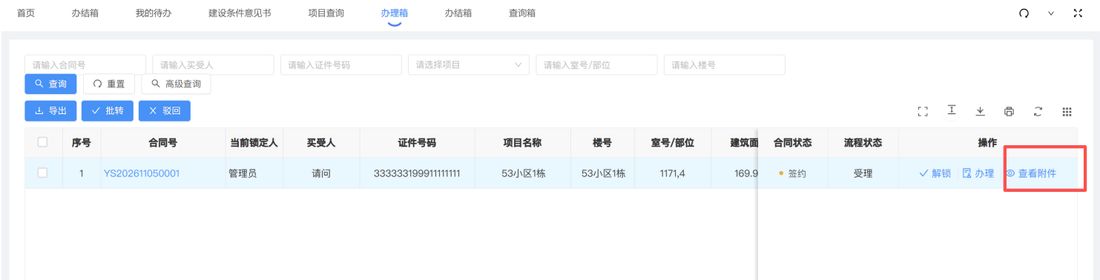 首页 办结箱 我的待办 建设条件意见书 项目查询 办理箱 办结箱 查询箱
请输入合同号 请输入买受人 请输入证件号码 请选择项目 请输入室号/部位 请输入楼号
查询 重置 高级查询
导出 批转 驳回
序号 合同号 当前锁定人 买受人 证件号码 项目名称 楼号 室号/部位 建筑面 合同状态 流程状态 操作
1 YS202611050001 管理员 请问 333333199911111111 53小区1栋 53小区1栋 1171,4 169.9 签约 受理 解锁 办理 查看附件